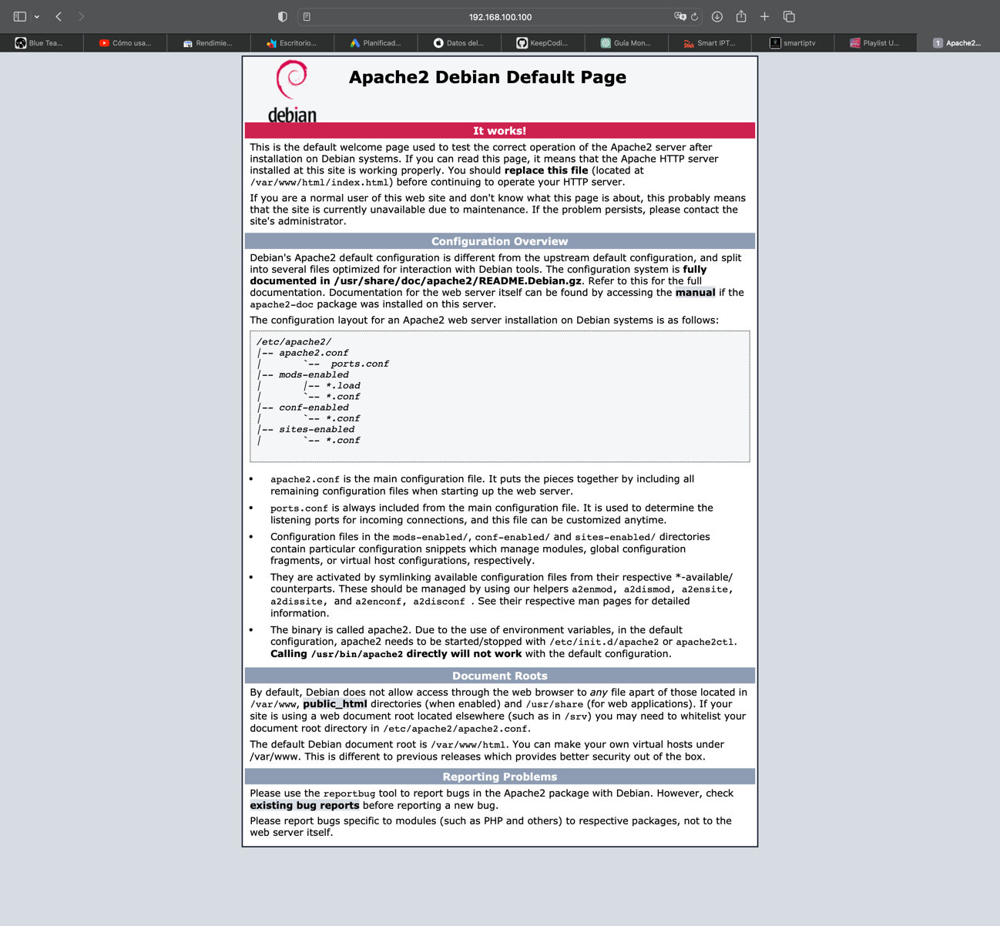 192.168.100.100
Blue Tea...
Cómo usa...
Rendimie...
Escritorio...
Planificad...
Datos del...
KeepCodi...
Guía Mon...
Smart IPT...
smartiptv
Playlist U...
1 Apache2...
debian
Apache2 Debian Default Page
It works!
This is the default welcome page used to test the correct operation of the Apache2 server after
installation on Debian systems. If you can read this page, it means that the Apache HTTP server
installed at this site is working properly. You should replace this file (located at
/var/www/html/index.html) before continuing to operate your HTTP server.
If you are a normal user of this web site and don't know what this page is about, this probably means
that the site is currently unavailable due to maintenance. If the problem persists, please contact the
site's administrator.
Configuration Overview
Debian's Apache2 default configuration is different from the upstream default configuration, and split
into several files optimized for interaction with Debian tools. The configuration system is fully
documented in /usr/share/doc/apache2/README.Debian.gz. Refer to this for the full
documentation. Documentation for the web server itself can be found by accessing the manual if the
apache2-doc package was installed on this server.
The configuration layout for an Apache2 web server installation on Debian systems is as follows:
/etc/apache2/
|-- apache2.conf
|       `--  ports.conf
|-- mods-enabled
|       |-- *.load
|       `-- *.conf
|-- conf-enabled
|       `-- *.conf
|-- sites-enabled
|       `-- *.conf
• apache2.conf is the main configuration file. It puts the pieces together by including all
remaining configuration files when starting up the web server.
• ports.conf is always included from the main configuration file. It is used to determine the
listening ports for incoming connections, and this file can be customized anytime.
• Configuration files in the mods-enabled/, conf-enabled/ and sites-enabled/ directories
contain particular configuration snippets which manage modules, global configuration
fragments, or virtual host configurations, respectively.
• They are activated by symlinking available configuration files from their respective *-available/
counterparts. These should be managed by using our helpers a2enmod, a2dismod, a2ensite,
a2dissite, and a2enconf, a2disconf . See their respective man pages for detailed
information.
• The binary is called apache2. Due to the use of environment variables, in the default
configuration, apache2 needs to be started/stopped with /etc/init.d/apache2 or apache2ctl.
Calling /usr/bin/apache2 directly will not work with the default configuration.
Document Roots
By default, Debian does not allow access through the web browser to any file apart of those located in
/var/www, public_html directories (when enabled) and /usr/share (for web applications). If your
site is using a web document root located elsewhere (such as in /srv) you may need to whitelist your
document root directory in /etc/apache2/apache2.conf.
The default Debian document root is /var/www/html. You can make your own virtual hosts under
/var/www. This is different to previous releases which provides better security out of the box.
Reporting Problems
Please use the reportbug tool to report bugs in the Apache2 package with Debian. However, check
existing bug reports before reporting a new bug.
Please report bugs specific to modules (such as PHP and others) to respective packages, not to the
web server itself.